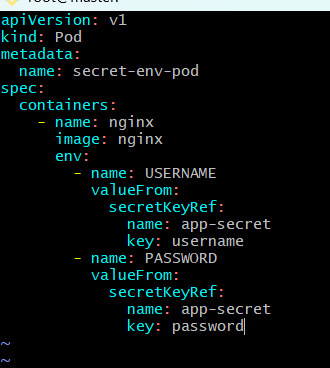 apiVersion: v1
kind: Pod
metadata:
  name: secret-env-pod
spec:
  containers:
    - name: nginx
      image: nginx
      env:
        - name: USERNAME
          valueFrom:
            secretKeyRef:
              name: app-secret
              key: username
        - name: PASSWORD
          valueFrom:
            secretKeyRef:
              name: app-secret
              key: password
~
~